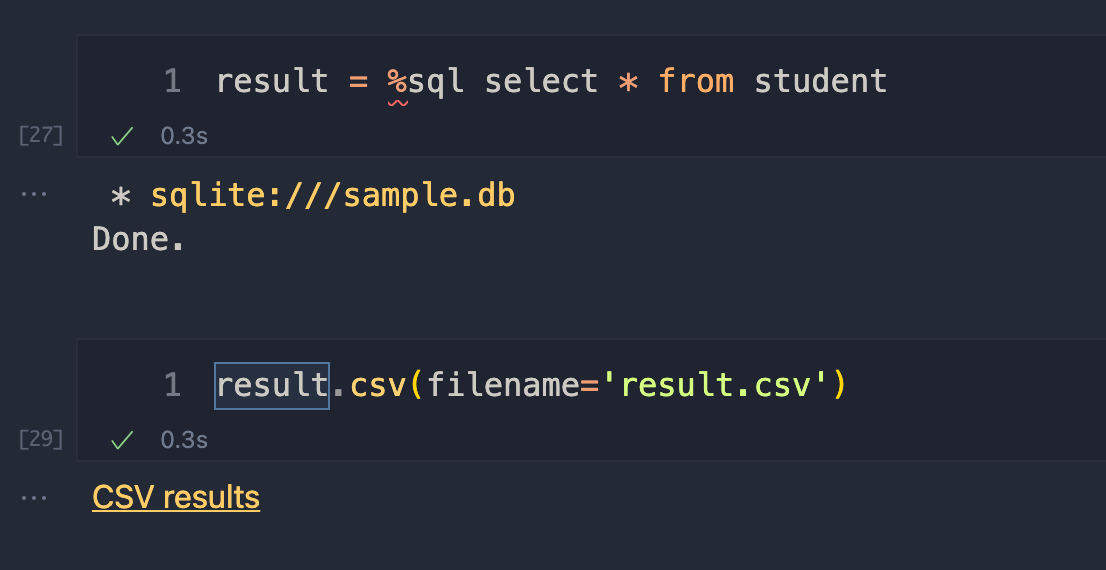 1 result = %sql select * from student
[27] ✓ 0.3s
... * sqlite:///sample.db
Done.
1 result.csv(filename='result.csv')
[29] ✓ 0.3s
... CSV results